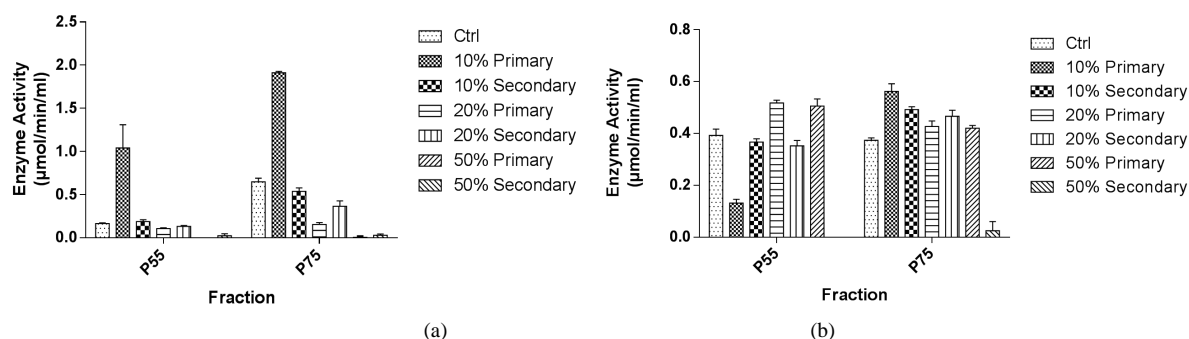 2.5
2.0
1.5
1.0
0.5
0.0
Enzyme Activity
(µmol/min/ml)
P55
P75
Fraction
Ctrl
10% Primary
10% Secondary
20% Primary
20% Secondary
50% Primary
50% Secondary
(a)
0.8
0.6
0.4
0.2
0.0
Enzyme Activity
(µmol/min/ml)
P55
P75
Fraction
Ctrl
10% Primary
10% Secondary
20% Primary
20% Secondary
50% Primary
50% Secondary
(b)